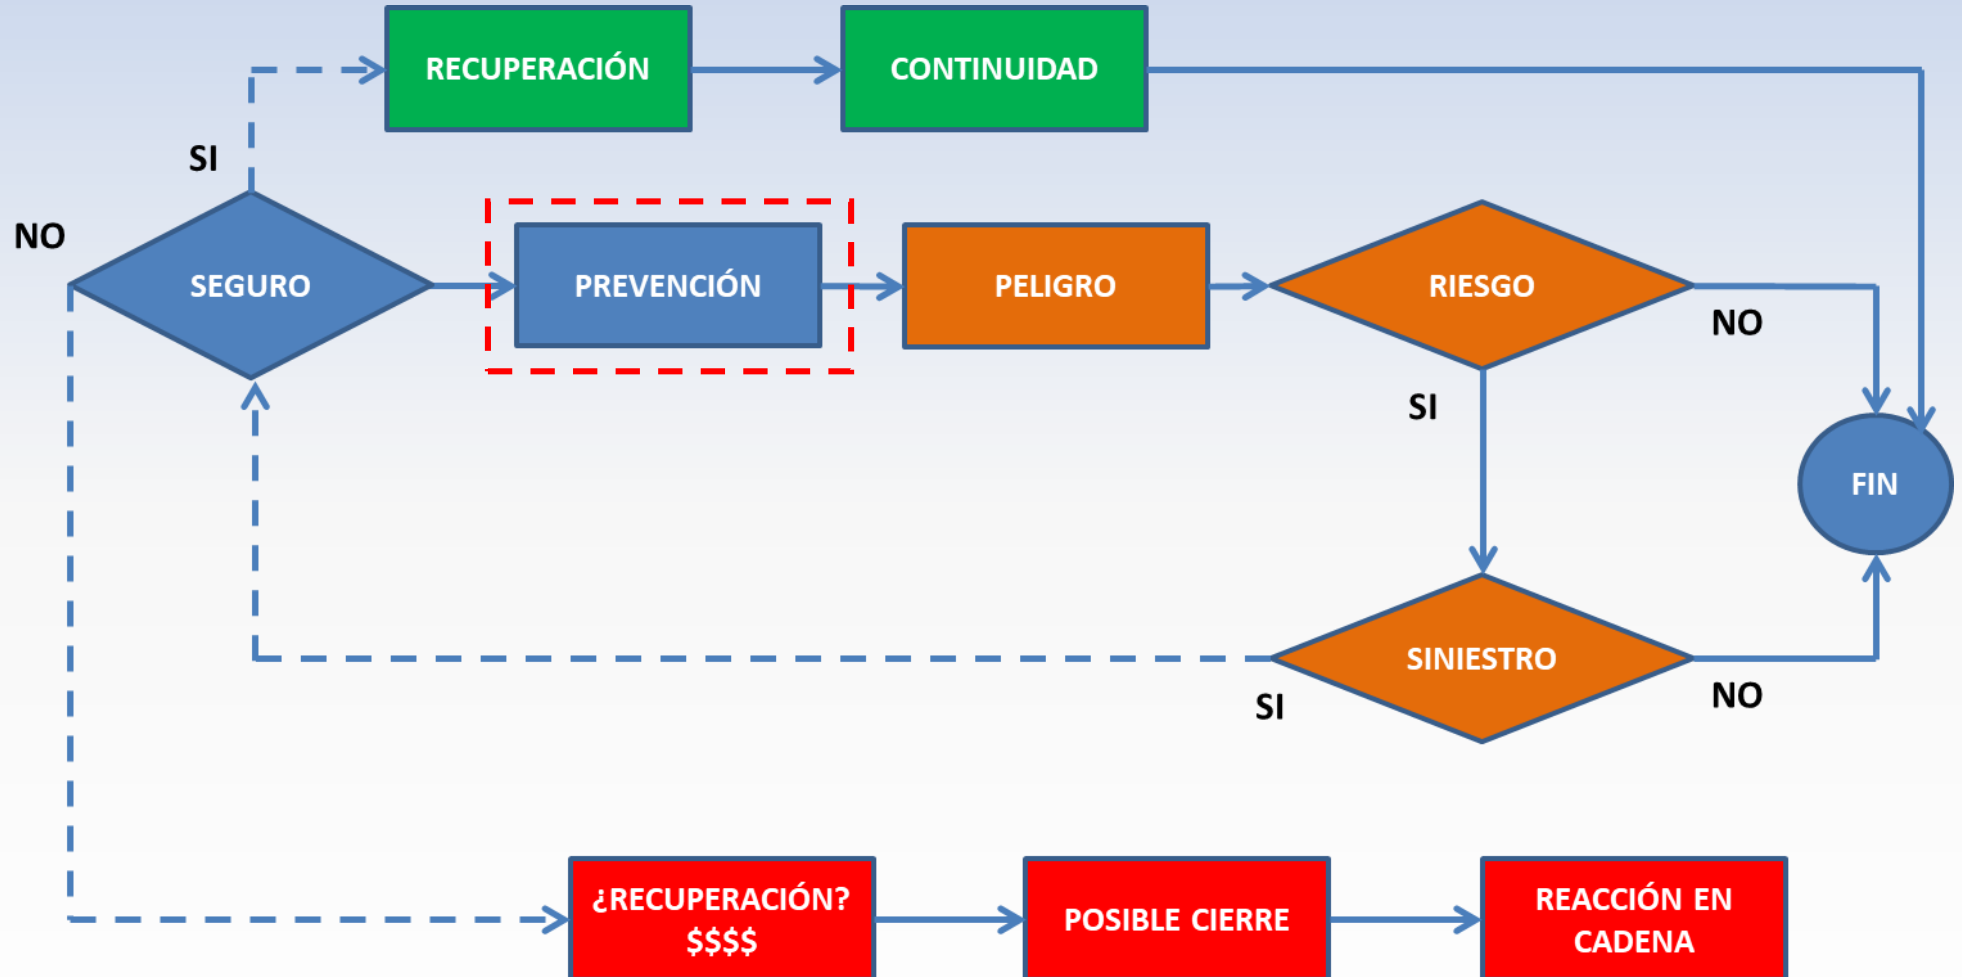 RECUPERACIÓN
CONTINUIDAD
SI
NO
SEGURO
PREVENCIÓN
PELIGRO
RIESGO
NO
SI
FIN
SINIESTRO
SI
NO
¿RECUPERACIÓN?
$$$$
POSIBLE CIERRE
REACCIÓN EN
CADENA